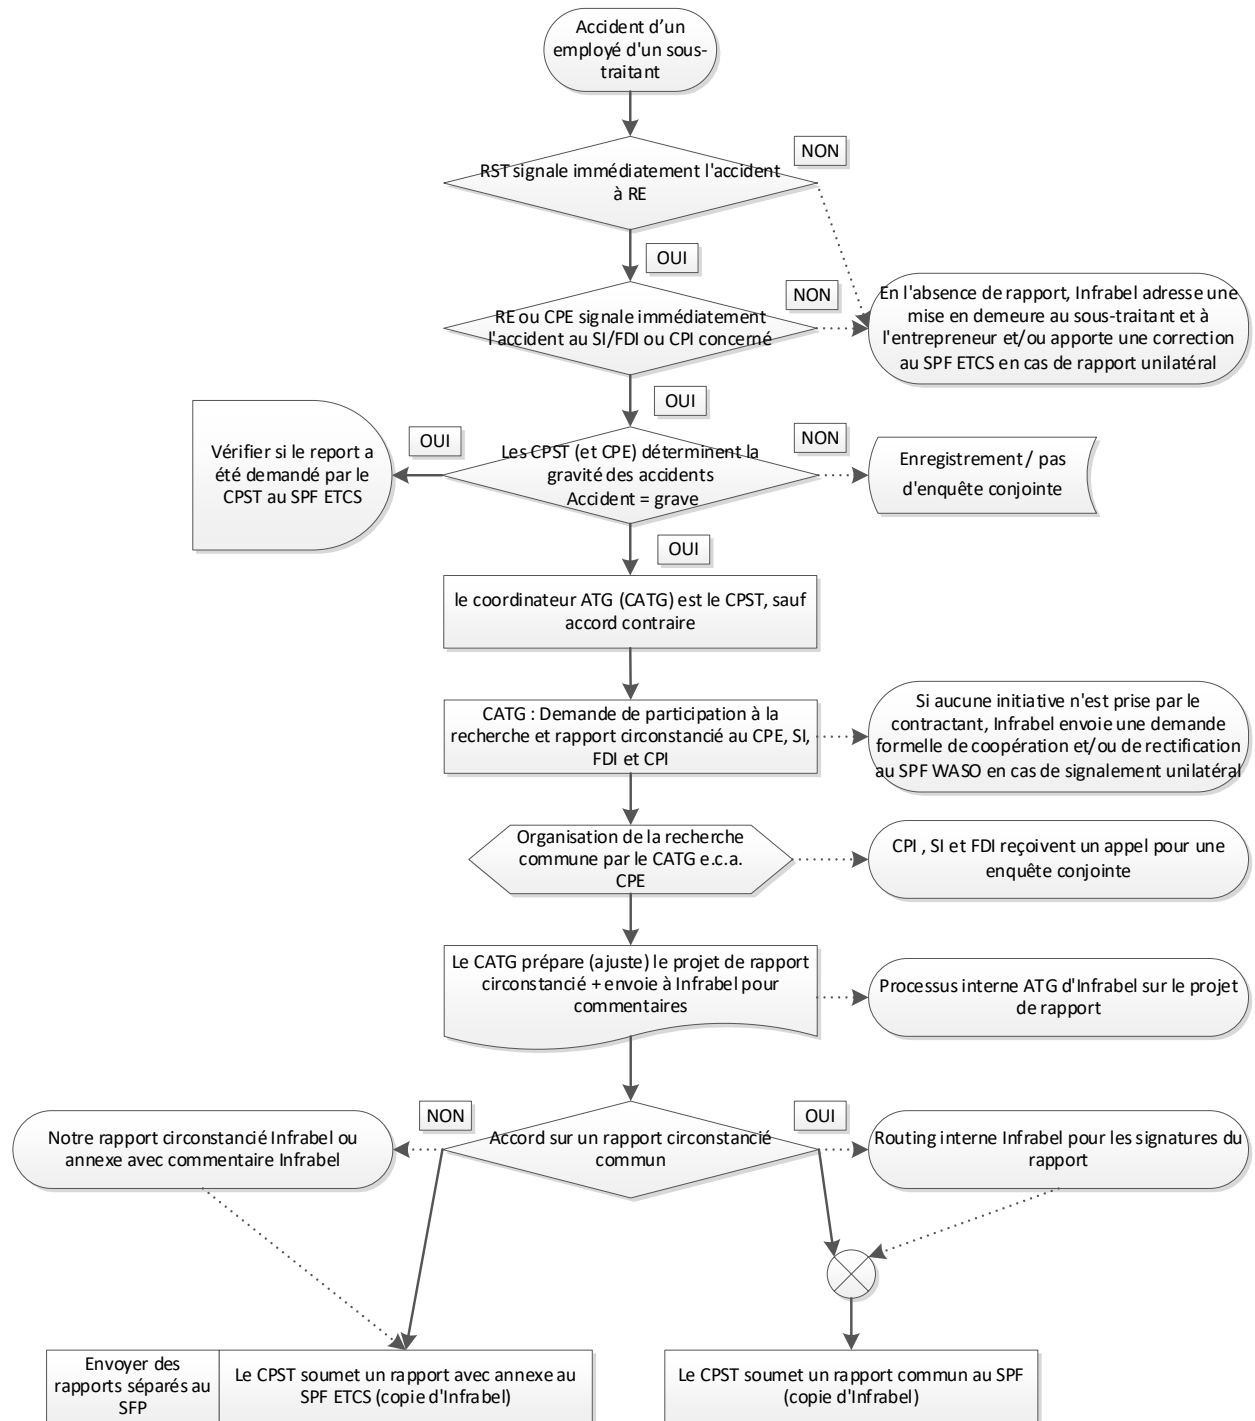 Accident d’un
employé d'un sous-
traitant
NON
RST signale immédiatement l'accident
à RE
OUI
NON
RE ou CPE signale immédiatement
l'accident au SI/FDI ou CPI concerné
En l'absence de rapport, Infrabel adresse une
mise en demeure au sous-traitant et à
l'entrepreneur et/ou apporte une correction
au SPF ETCS en cas de rapport unilatéral
OUI
OUI
NON
Vérifier si le report a
été demandé par le
CPST au SPF ETCS
Les CPST (et CPE) déterminent la
gravité des accidents
Accident = grave
Enregistrement / pas
d'enquête conjointe
OUI
le coordinateur ATG (CATG) est le CPST, sauf
accord contraire
CATG : Demande de participation à la
recherche et rapport circonstancié au CPE, SI,
FDI et CPI
Si aucune initiative n'est prise par le
contractant, Infrabel envoie une demande
formelle de coopération et/ou de rectification
au SPF WASO en cas de signalement unilatéral
Organisation de la recherche
commune par le CATG e.c.a.
CPE
CPI , SI et FDI reçoivent un appel pour une
enquête conjointe
Le CATG prépare (ajuste) le projet de rapport
circonstancié + envoie à Infrabel pour
commentaires
Processus interne ATG d'Infrabel sur le projet
de rapport
NON
OUI
Notre rapport circonstancié Infrabel ou
annexe avec commentaire Infrabel
Accord sur un rapport circonstancié
commun
Routing interne Infrabel pour les signatures du
rapport
Envoyer des
rapports séparés au
SFP
Le CPST soumet un rapport avec annexe au
SPF ETCS (copie d'Infrabel)
Le CPST soumet un rapport commun au SPF
(copie d'Infrabel)